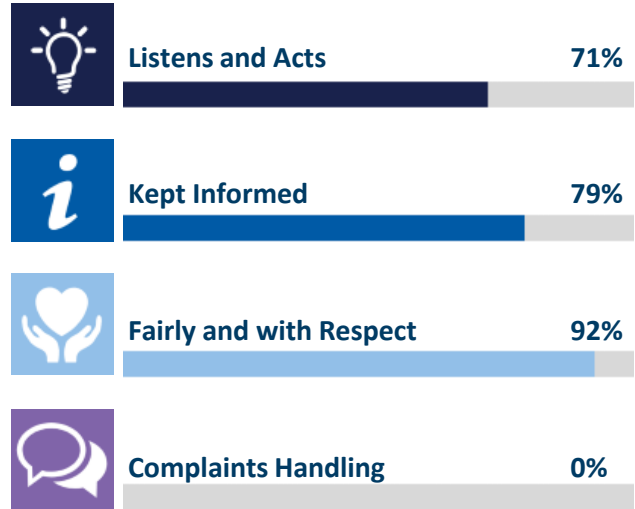 Listens and Acts 71%
Kept Informed 79%
Fairly and with Respect 92%
Complaints Handling 0%